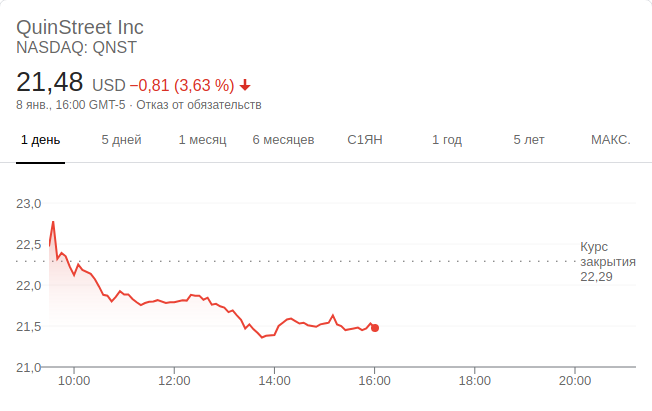 QuinStreet Inc
NASDAQ: QNST
21,48 USD −0,81 (3,63 %)
8 янв., 16:00 GMT-5 · Отказ от обязательств
1 день 5 дней 1 месяц 6 месяцев С1ЯН 1 год 5 лет МАКС.
23,0
22,5
Курс
закрытия
22,29
22,0
21,5
21,0
10:00 12:00 14:00 16:00 18:00 20:00